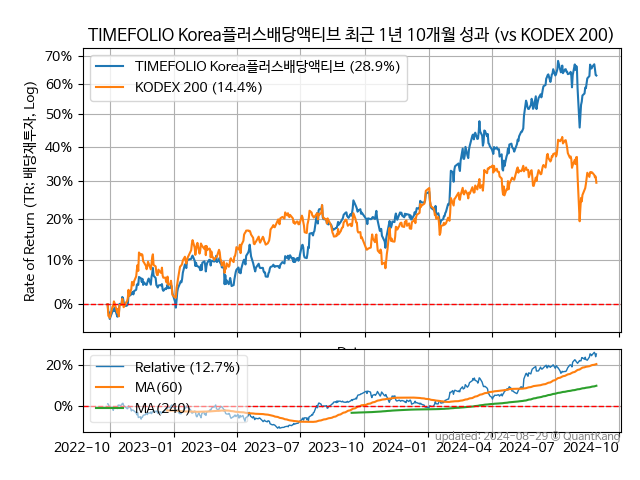 TIMEFOLIO Korea플러스배당액티브 최근 1년 10개월 성과 (vs KODEX 200)
Rate of Return (TR: 배당재투자, Log)
70%
60%
50%
40%
30%
20%
10%
0%
TIMEFOLIO Korea플러스배당액티브 (28.9%)
KODEX 200 (14.4%)
20%
0%
Relative (12.7%)
MA(60)
MA(240)
2022-10 2023-01 2023-04 2023-07 2023-10 2024-01 2024-04 2024-07 2024-10
updated: 2024-08-29 © QuantKang